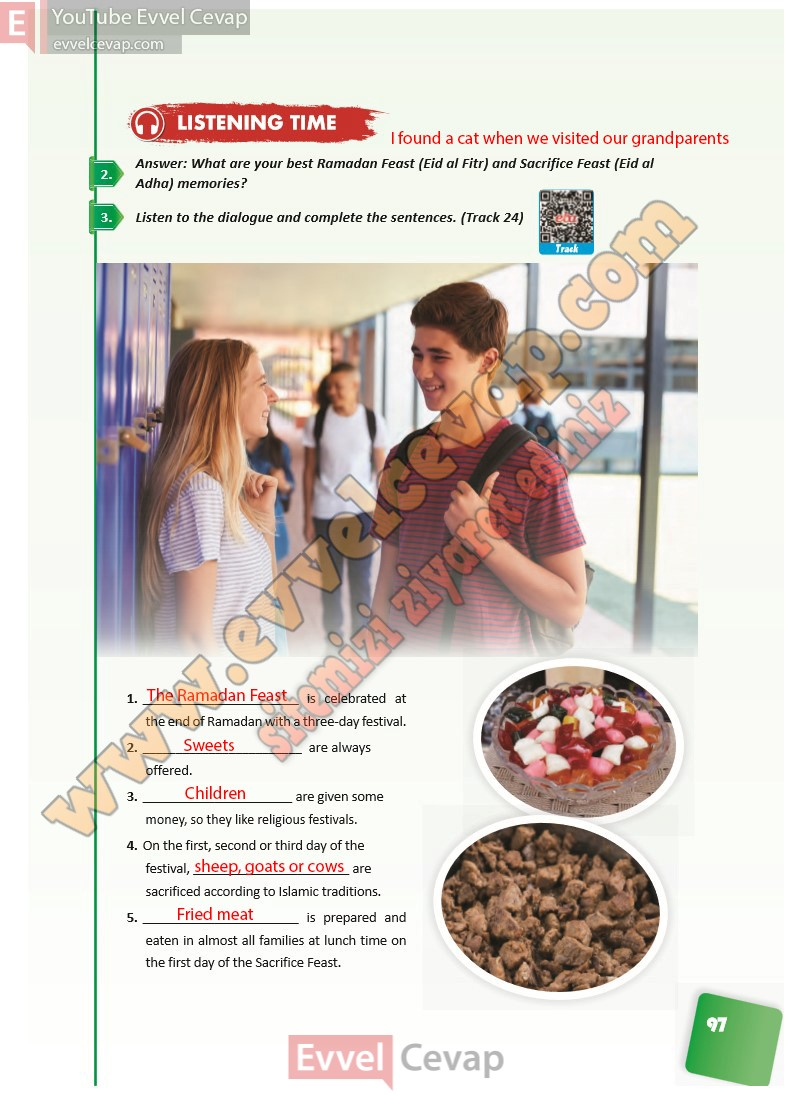 E
YouTube Evvel Cevap
evvelcevap.com
LISTENING TIME
I found a cat when we visited our grandparents
2. Answer: What are your best Ramadan Feast (Eid al Fitr) and Sacrifice Feast (Eid al
Adha) memories?
3. Listen to the dialogue and complete the sentences. (Track 24)
edu
Track
www.evvelcevap.com
sitemizi ziyaret ediniz
1. The Ramadan Feast is celebrated at
the end of Ramadan with a three-day festival.
2. Sweets are always
offered.
3. Children are given some
money, so they like religious festivals.
4. On the first, second or third day of the
festival, sheep, goats or cows are
sacrificed according to Islamic traditions.
5. Fried meat is prepared and
eaten in almost all families at lunch time on
the first day of the Sacrifice Feast.
97
Evvel Cevap